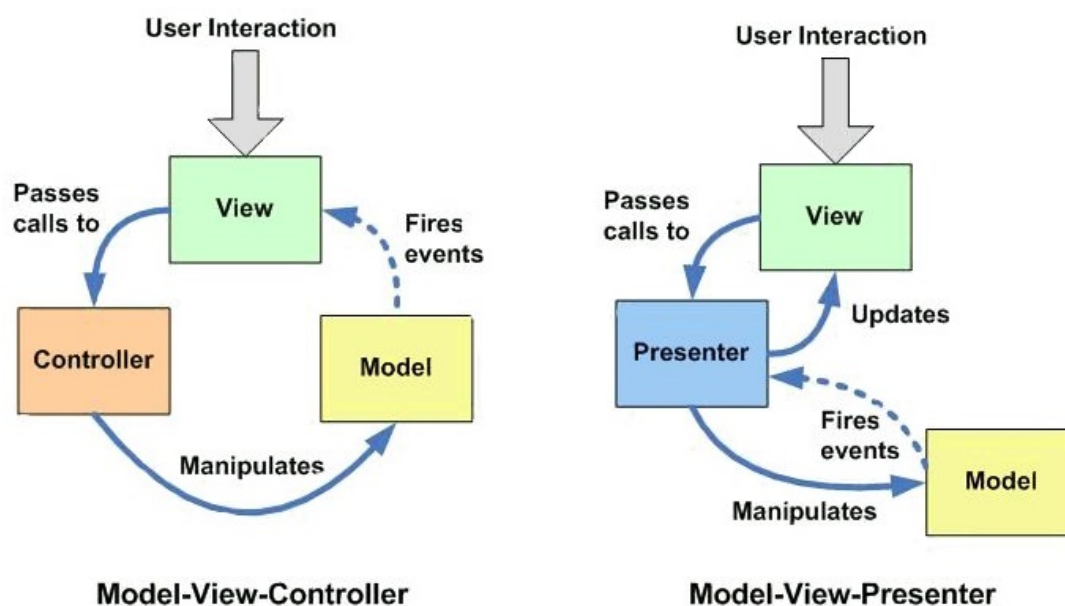 User Interaction
Passes
calls to
View
Fires
events
Controller
Model
Manipulates
Model-View-Controller
User Interaction
Passes
calls to
View
Updates
Presenter
Fires
events
Model
Manipulates
Model-View-Presenter